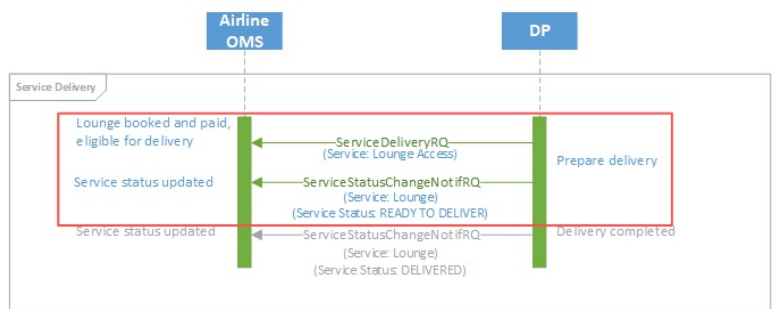 Airline
OMS
DP
Service Delivery
Lounge booked and paid,
eligible for delivery
ServiceDeliveryRQ
(Service: Lounge Access)
Prepare delivery
Service status updated
ServiceStatusChangeNotifRQ
(Service: Lounge)
(Service Status: READY TO DELIVER)
Service status updated
ServiceStatusChangeNotifRQ
Delivery completed
(Service: Lounge)
(Service Status: DELIVERED)